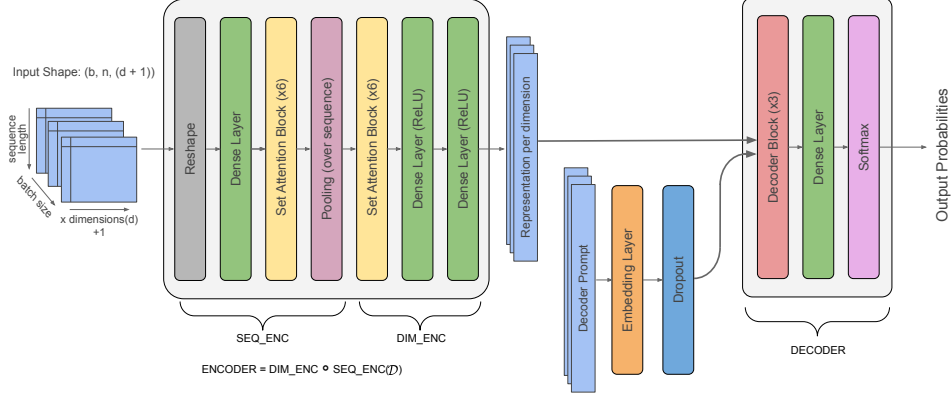 Input Shape: (b, n, (d + 1))
sequence
length
batch size
x dimensions(d)
+1
Reshape
Dense Layer
Set Attention Block (x6)
Pooling (over sequence)
Set Attention Block (x6)
Dense Layer (ReLU)
Dense Layer (ReLU)
SEQ_ENC
DIM_ENC
ENCODER = DIM_ENC ∘ SEQ_ENC(𝒟)
Representation per dimension
Decoder Prompt
Embedding Layer
Dropout
Decoder Block (x3)
Dense Layer
Softmax
DECODER
Output Probabilities